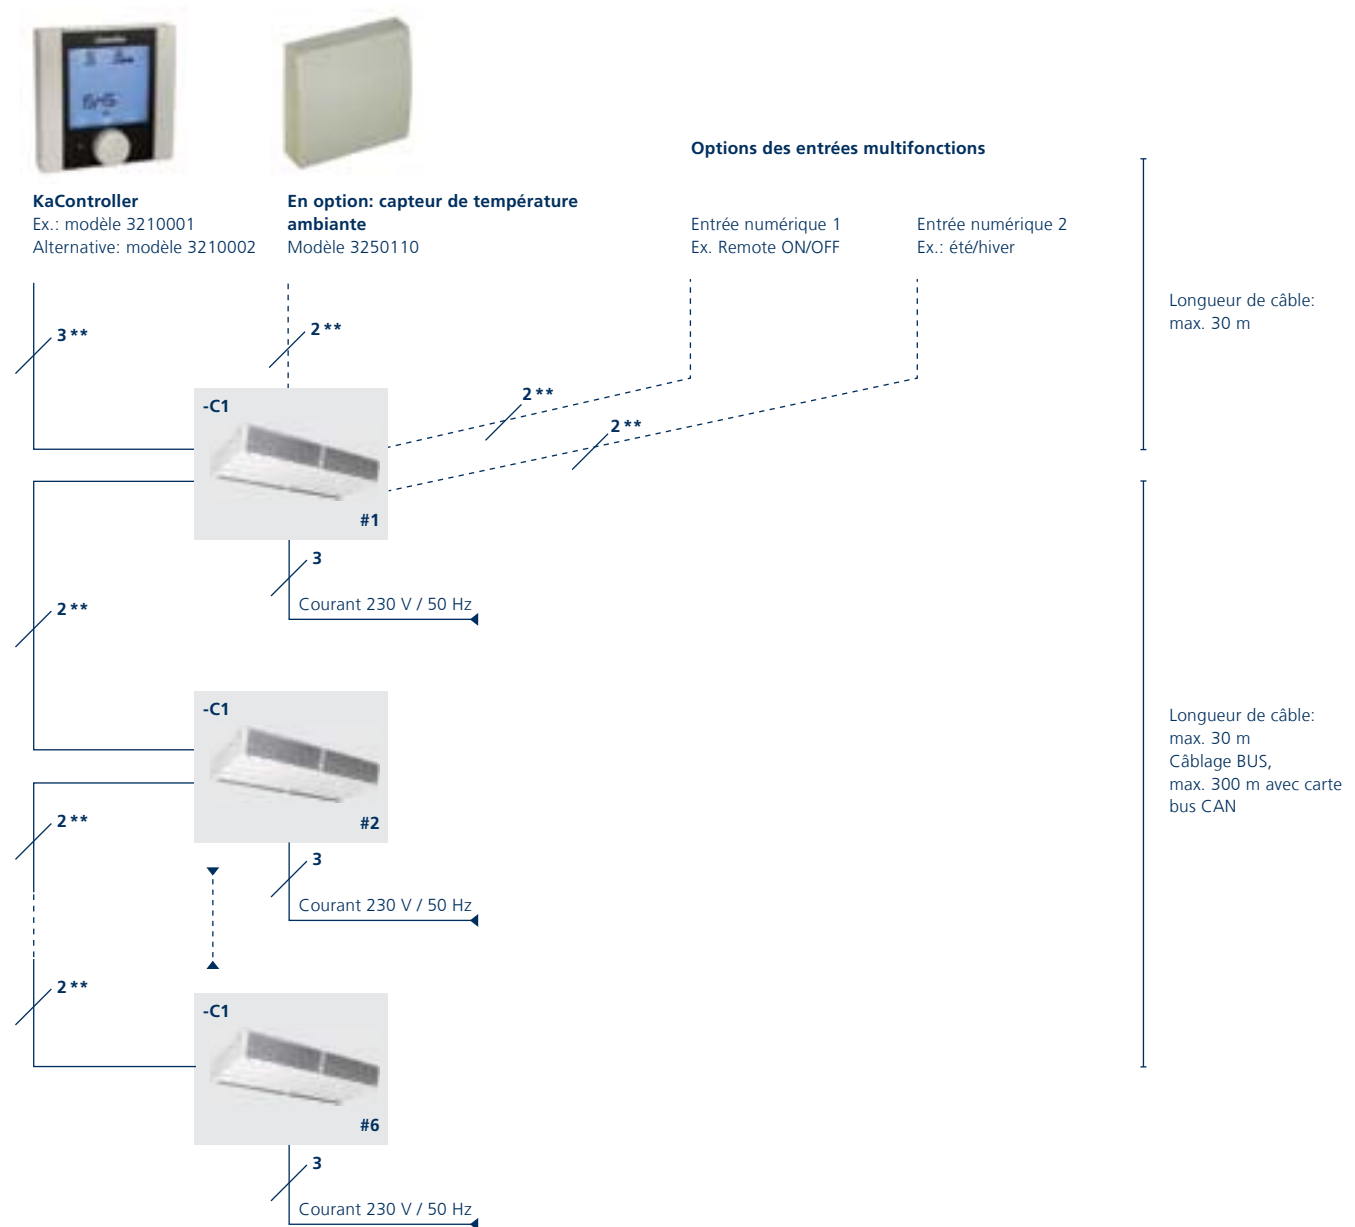 Options des entrées multifonctions
KaController
Ex.: modèle 3210001
Alternative: modèle 3210002
En option: capteur de température
ambiante
Modèle 3250110
Entrée numérique 1
Ex. Remote ON/OFF
Entrée numérique 2
Ex.: été/hiver
Longueur de câble:
max. 30 m
3 **
2 **
2 **
2 **
-C1
#1
3
Courant 230 V / 50 Hz
2 **
-C1
#2
Longueur de câble:
max. 30 m
Câblage BUS,
max. 300 m avec carte
bus CAN
2 **
3
Courant 230 V / 50 Hz
2 **
-C1
#6
3
Courant 230 V / 50 Hz